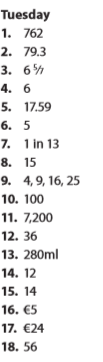 Tuesday
1. 762
2. 79.3
3. 6 5/7
4. 6
5. 17.59
6. 5
7. 1 in 13
8. 15
9. 4, 9, 16, 25
10. 100
11. 7,200
12. 36
13. 280ml
14. 12
15. 14
16. €5
17. €24
18. 56